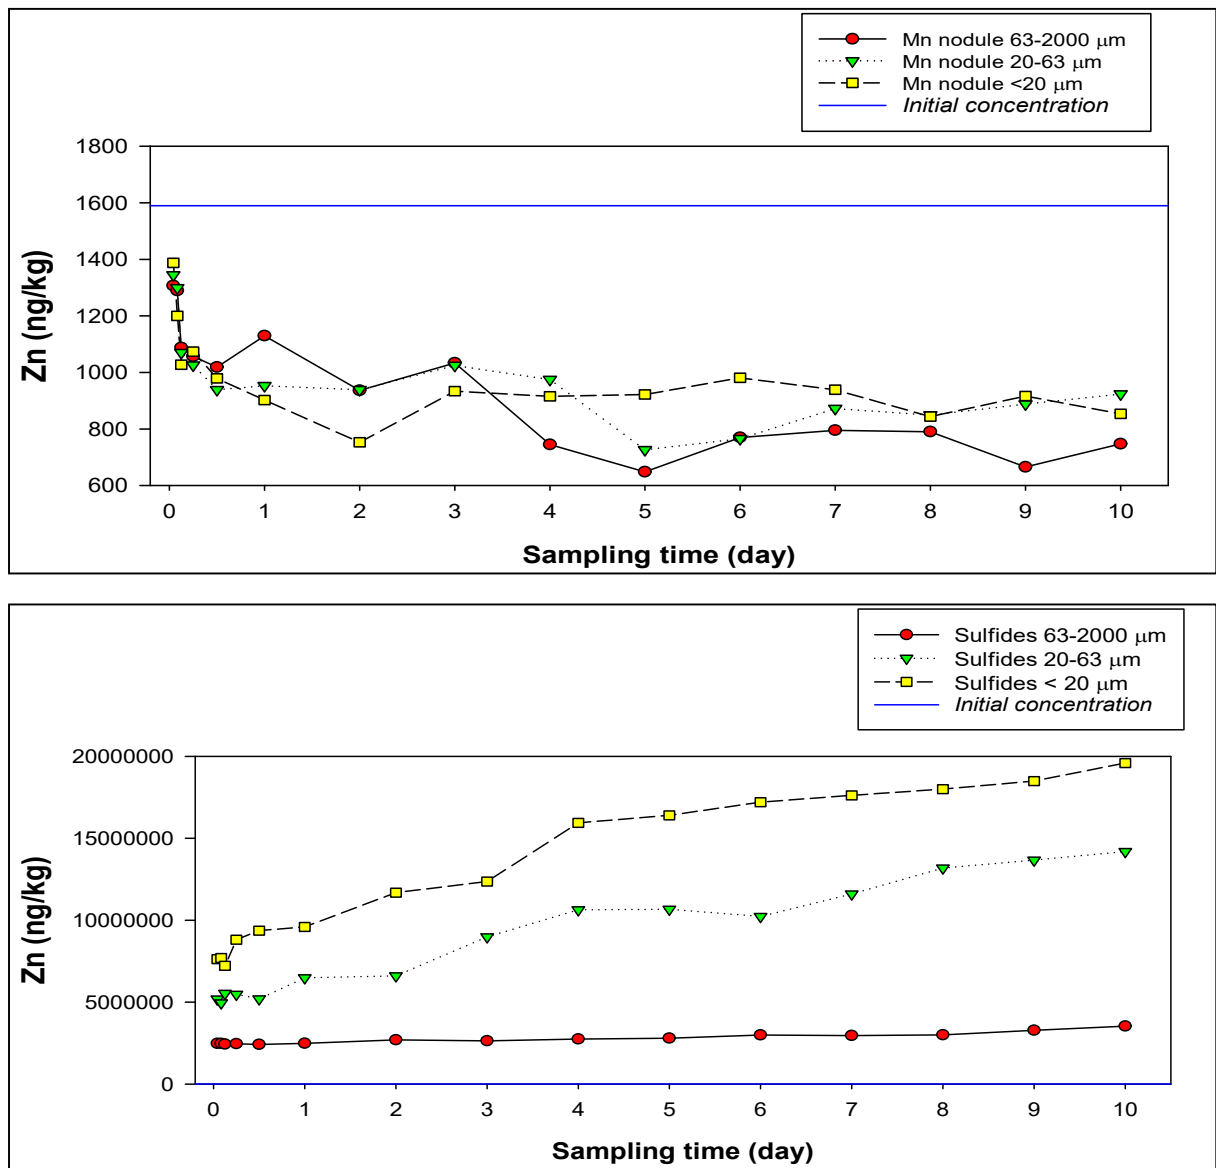 Mn nodule 63-2000 μm
Mn nodule 20-63 μm
Mn nodule <20 μm
Initial concentration
1800
1600
1400
1200
1000
800
600
Zn (ng/kg)
0 1 2 3 4 5 6 7 8 9 10
Sampling time (day)
Sulfides 63-2000 μm
Sulfides 20-63 μm
Sulfides < 20 μm
Initial concentration
20000000
15000000
10000000
5000000
0
Zn (ng/kg)
0 1 2 3 4 5 6 7 8 9 10
Sampling time (day)